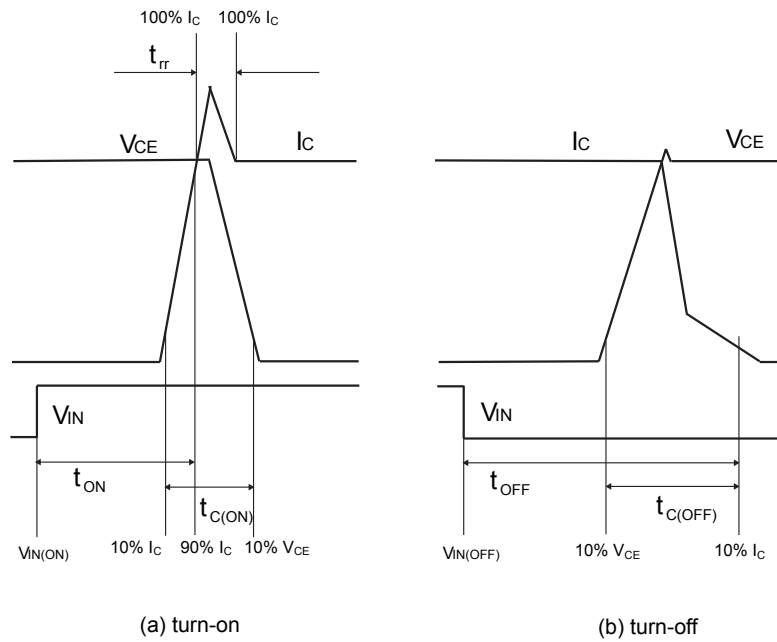 100% IC 100% IC
trr
VCE IC
VIN
tON
tC(ON)
VIN(ON) 10% IC 90% IC 10% VCE
(a) turn-on
IC VCE
VIN
tOFF
tC(OFF)
VIN(OFF) 10% VCE 10% IC
(b) turn-off